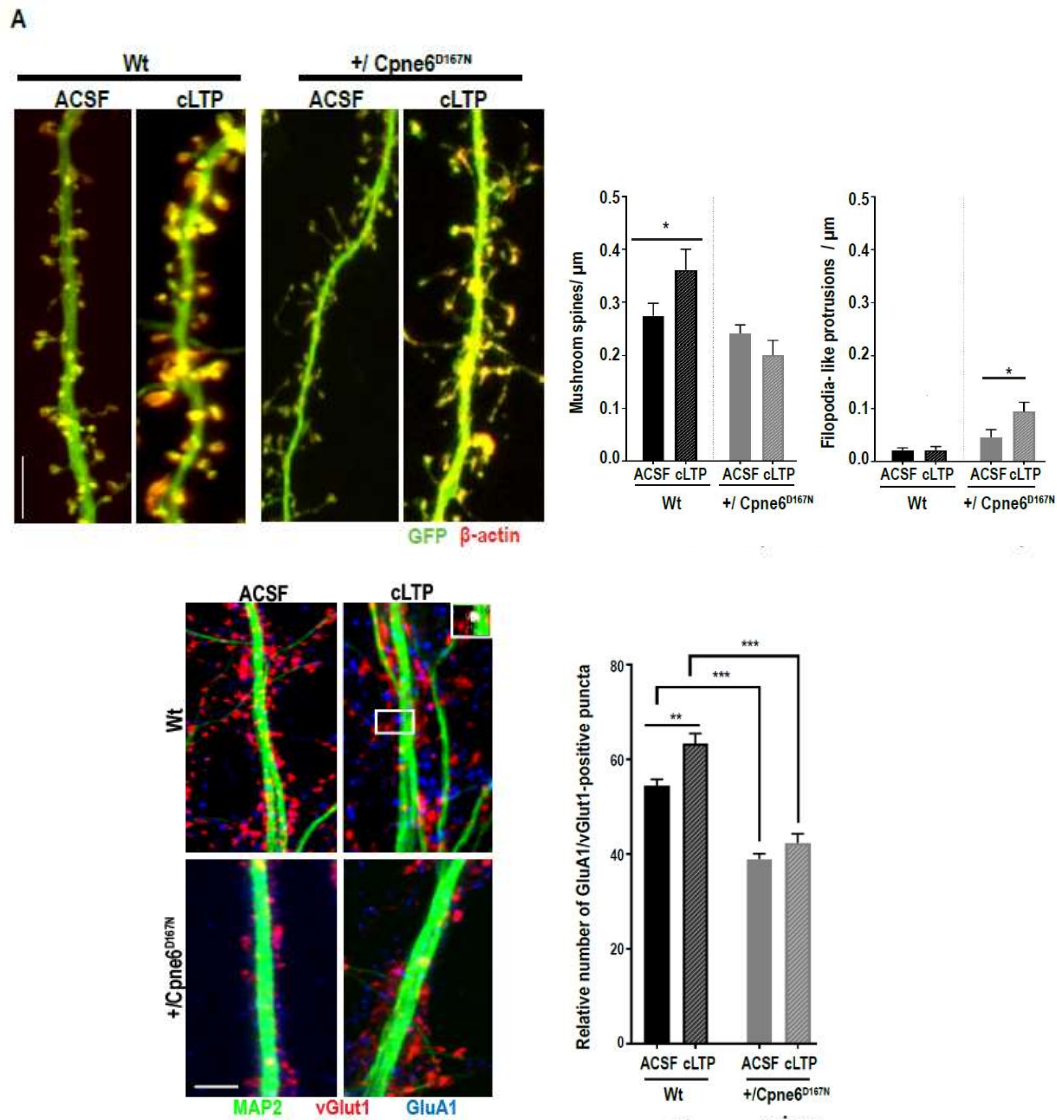 A
Wt
+/ Cpne6D167N
ACSF
cLTP
ACSF
cLTP
GFP β-actin
Mushroom spines/ μm
0.5
0.4
0.3
0.2
0.1
0.0
*
ACSF cLTP
ACSF cLTP
Wt
+/ Cpne6D167N
Filopodia- like protrusions / μm
0.5
0.4
0.3
0.2
0.1
0.0
*
ACSF cLTP
ACSF cLTP
Wt
+/ Cpne6D167N
ACSF
cLTP
Wt
+/Cpne6D167N
MAP2 vGlut1 GluA1
Relative number of GluA1/vGlut1-positive puncta
80
60
40
20
0
***
***
**
ACSF cLTP
ACSF cLTP
Wt
+/Cpne6D167N